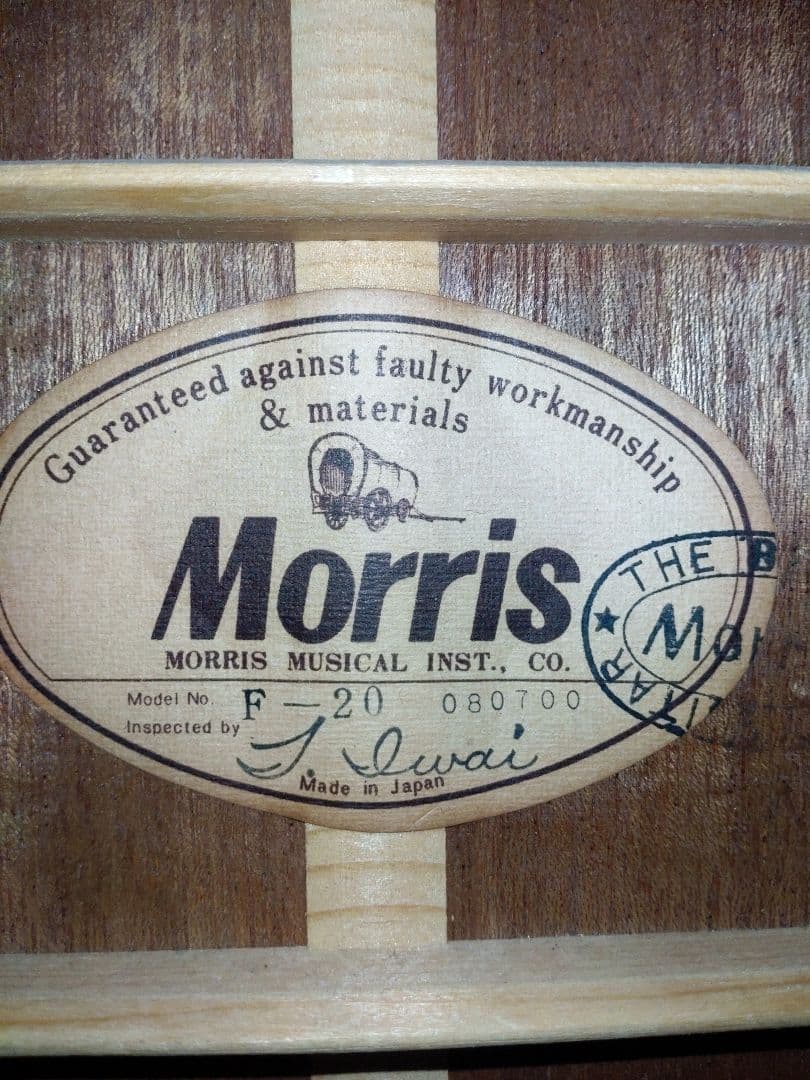 Guaranteed against faulty workmanship
& materials
Morris
MORRIS MUSICAL INST., CO.
Model No. F-20 080700
Inspected by T. Iwai
Made in Japan
THE